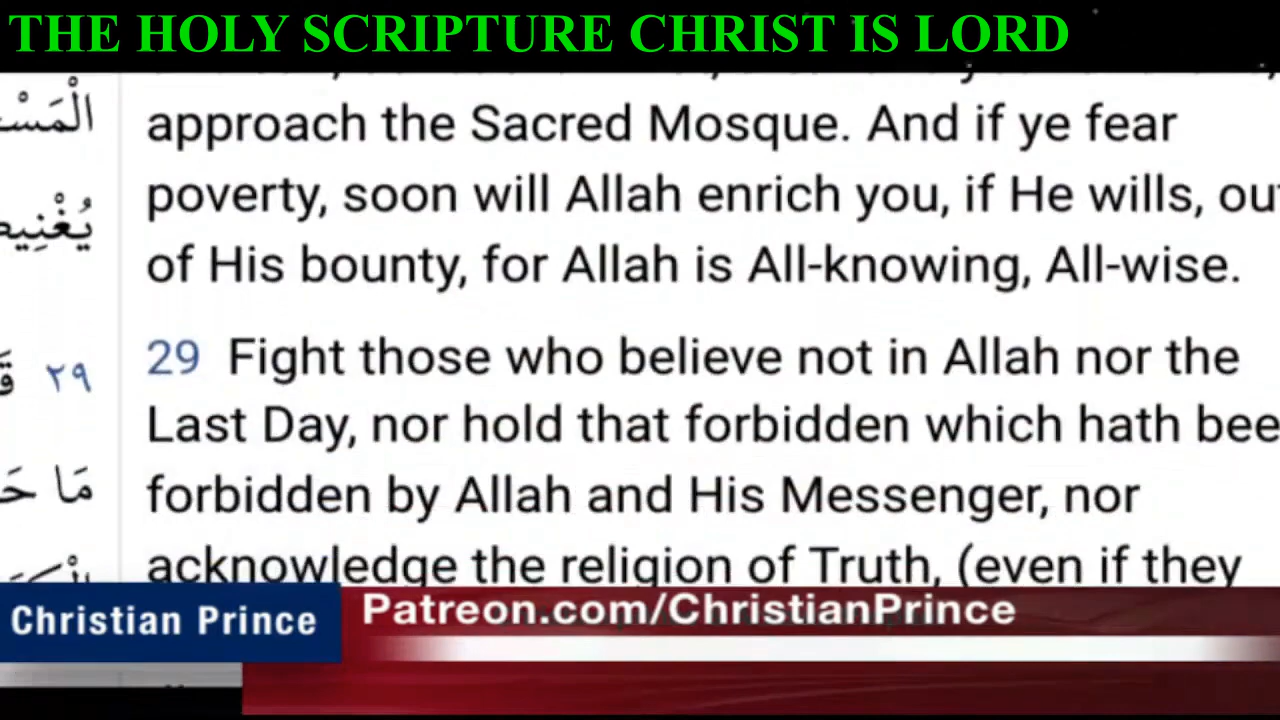 THE HOLY SCRIPTURE CHRIST IS LORD
approach the Sacred Mosque. And if ye fear
poverty, soon will Allah enrich you, if He wills,
of His bounty, for Allah is All-knowing, All-wise.
29 Fight those who believe not in Allah nor the
٢٩
Last Day, nor hold that forbidden which hath
forbidden by Allah and His Messenger, nor
مَا
acknowledge the religion of Truth, (even if they
Christian Prince
Patreon.com/ChristianPrince